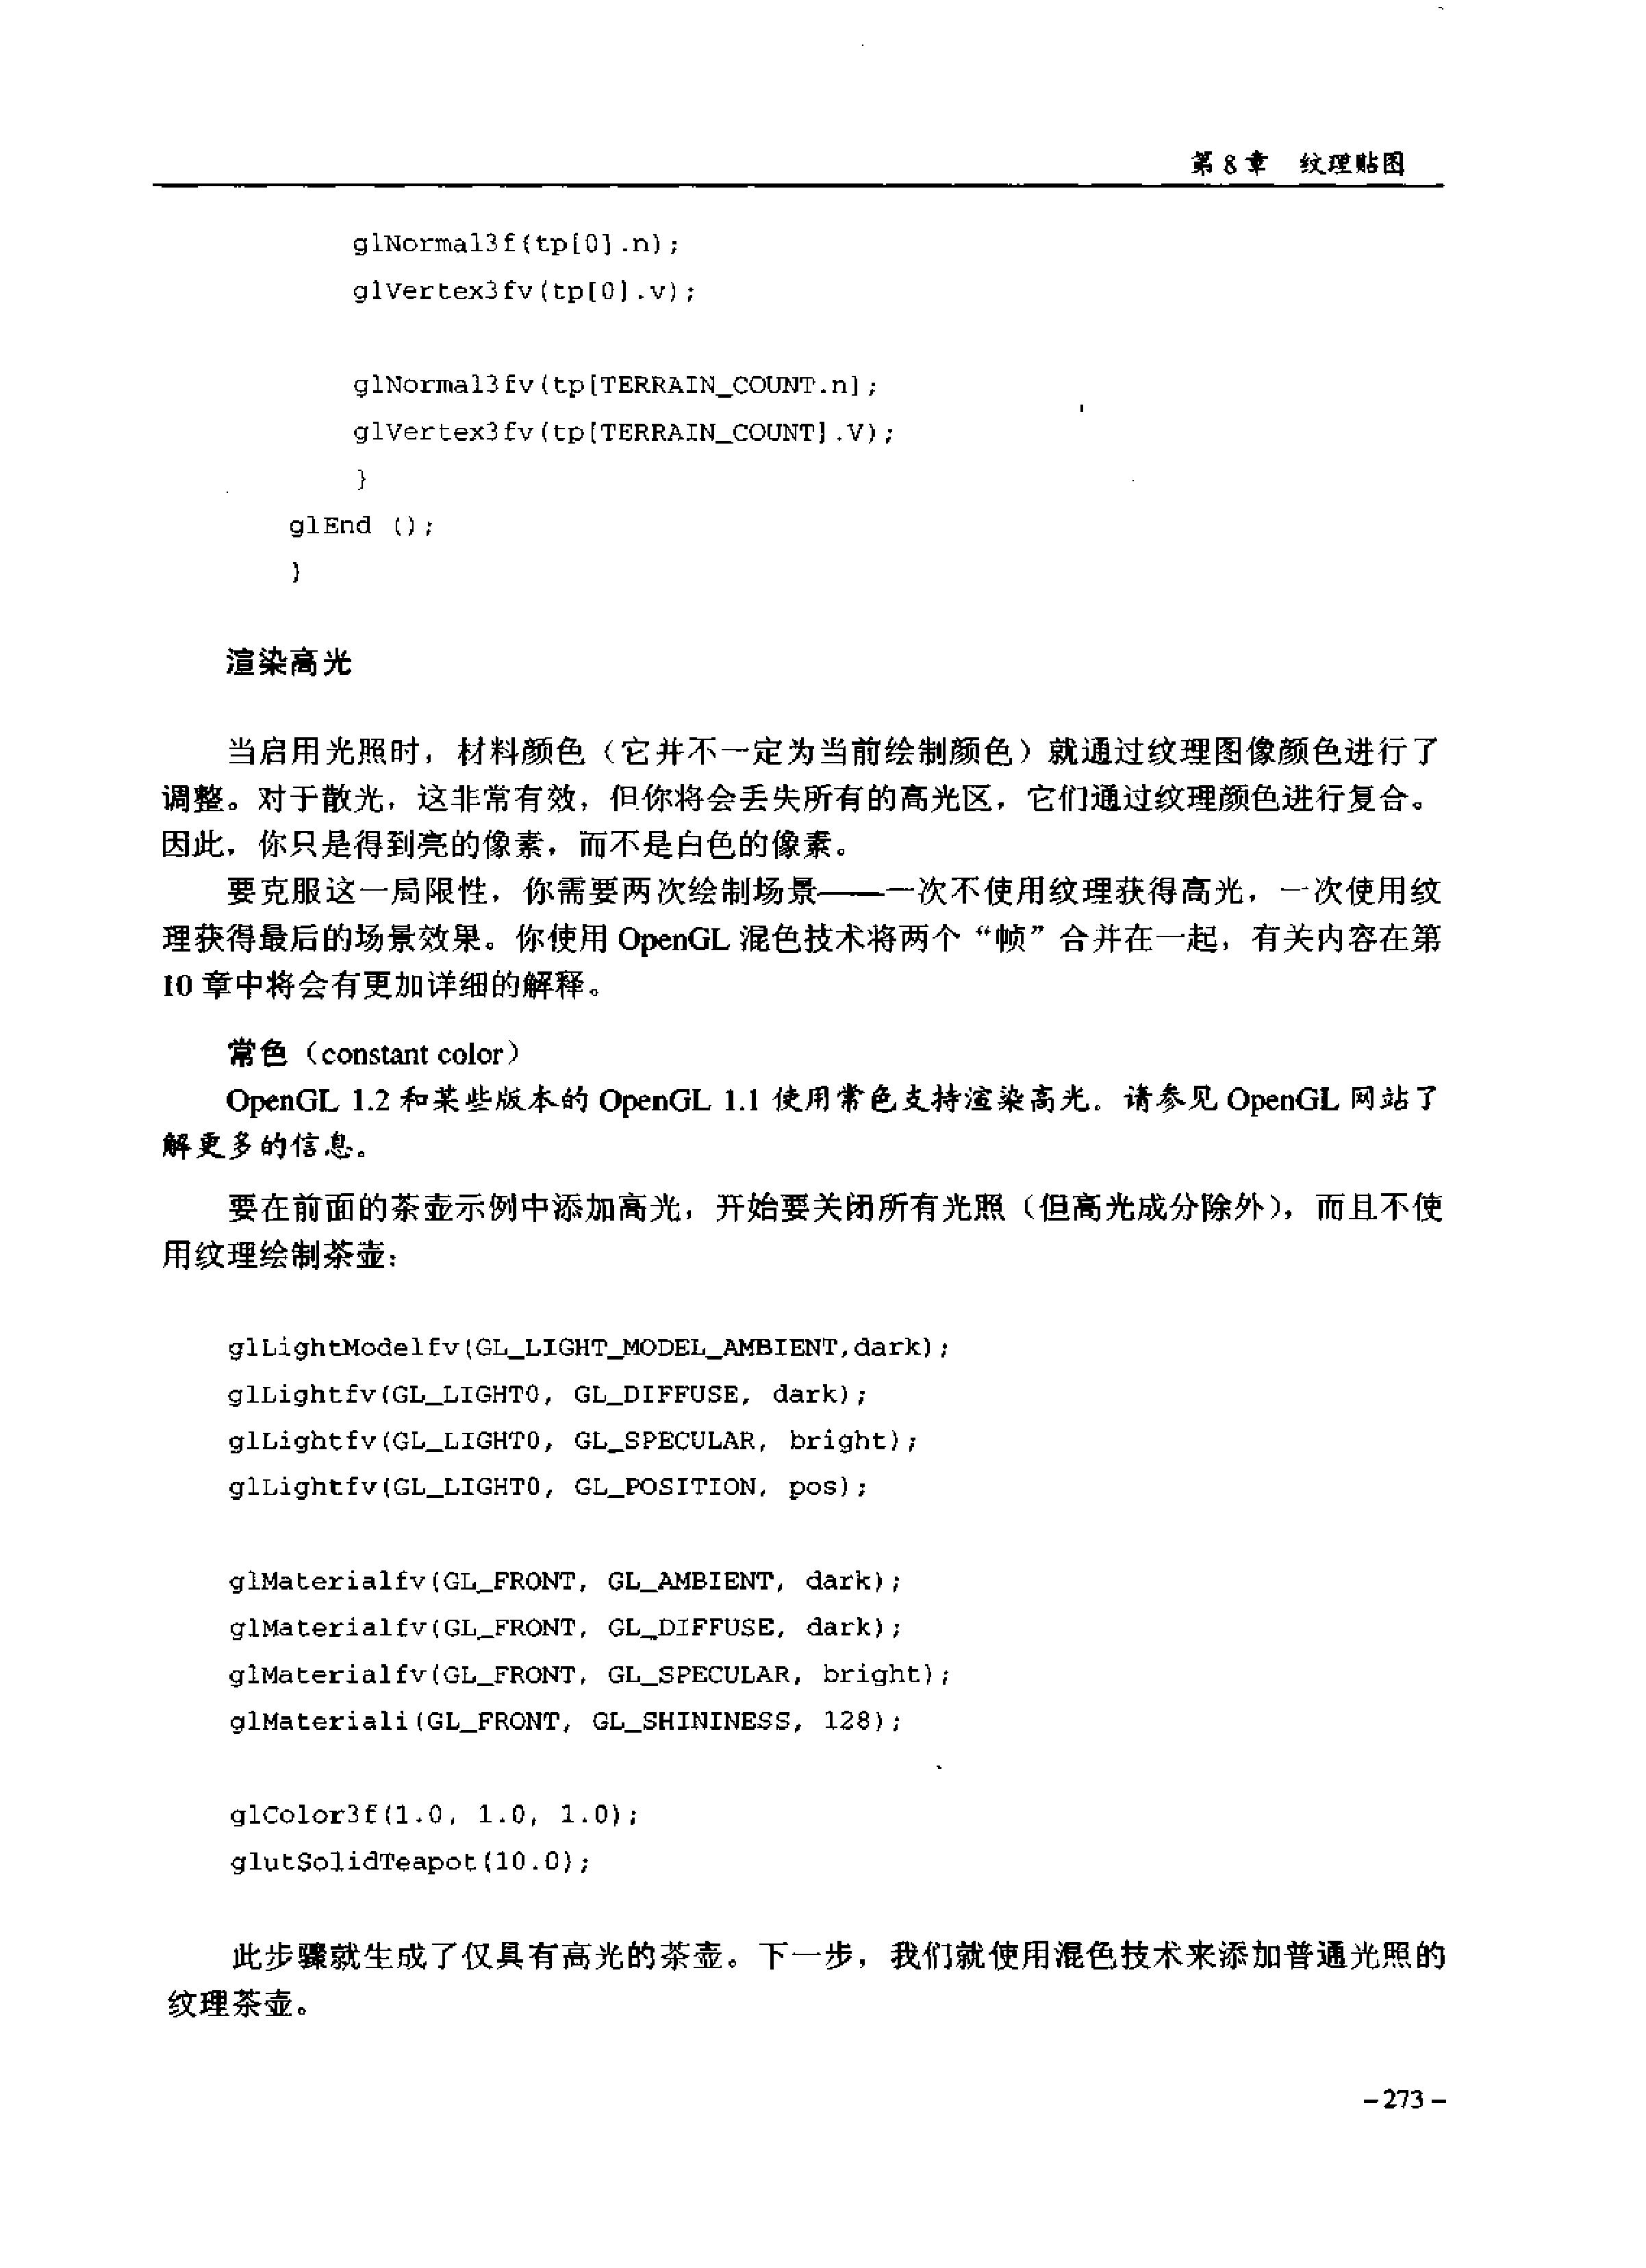 第 8 章 纹理贴图
glNormal3f(tp[0].n);
glVertex3fv(tp[0].v);
glNormal3fv(tp[TERRAIN_COUNT.n];
glVertex3fv(tp[TERRAIN_COUNT].V);
}
glEnd ();
}
渲染高光
当启用光照时，材料颜色（它并不一定为当前绘制颜色）就通过纹理图像颜色进行了
调整。对于散光，这非常有效，但你将会丢失所有的高光区，它们通过纹理颜色进行复合。
因此，你只是得到亮的像素，而不是白色的像素。
要克服这一局限性，你需要两次绘制场景——一次不使用纹理获得高光，一次使用纹
理获得最后的场景效果。你使用 OpenGL 混色技术将两个“帧”合并在一起，有关内容在第
10 章中将会有更加详细的解释。
常色（constant color）
OpenGL 1.2 和某些版本的 OpenGL 1.1 使用常色支持渲染高光。请参见 OpenGL 网站了
解更多的信息。
要在前面的茶壶示例中添加高光，开始要关闭所有光照（但高光成分除外），而且不使
用纹理绘制茶壶：
glLightModelfv(GL_LIGHT_MODEL_AMBIENT,dark);
glLightfv(GL_LIGHT0, GL_DIFFUSE, dark);
glLightfv(GL_LIGHT0, GL_SPECULAR, bright);
glLightfv(GL_LIGHT0, GL_POSITION, pos);
glMaterialfv(GL_FRONT, GL_AMBIENT, dark);
glMaterialfv(GL_FRONT, GL_DIFFUSE, dark);
glMaterialfv(GL_FRONT, GL_SPECULAR, bright);
glMateriali(GL_FRONT, GL_SHININESS, 128);
glColor3f(1.0, 1.0, 1.0);
glutSolidTeapot(10.0);
此步骤就生成了仅具有高光的茶壶。下一步，我们就使用混色技术来添加普通光照的
纹理茶壶。
－273－